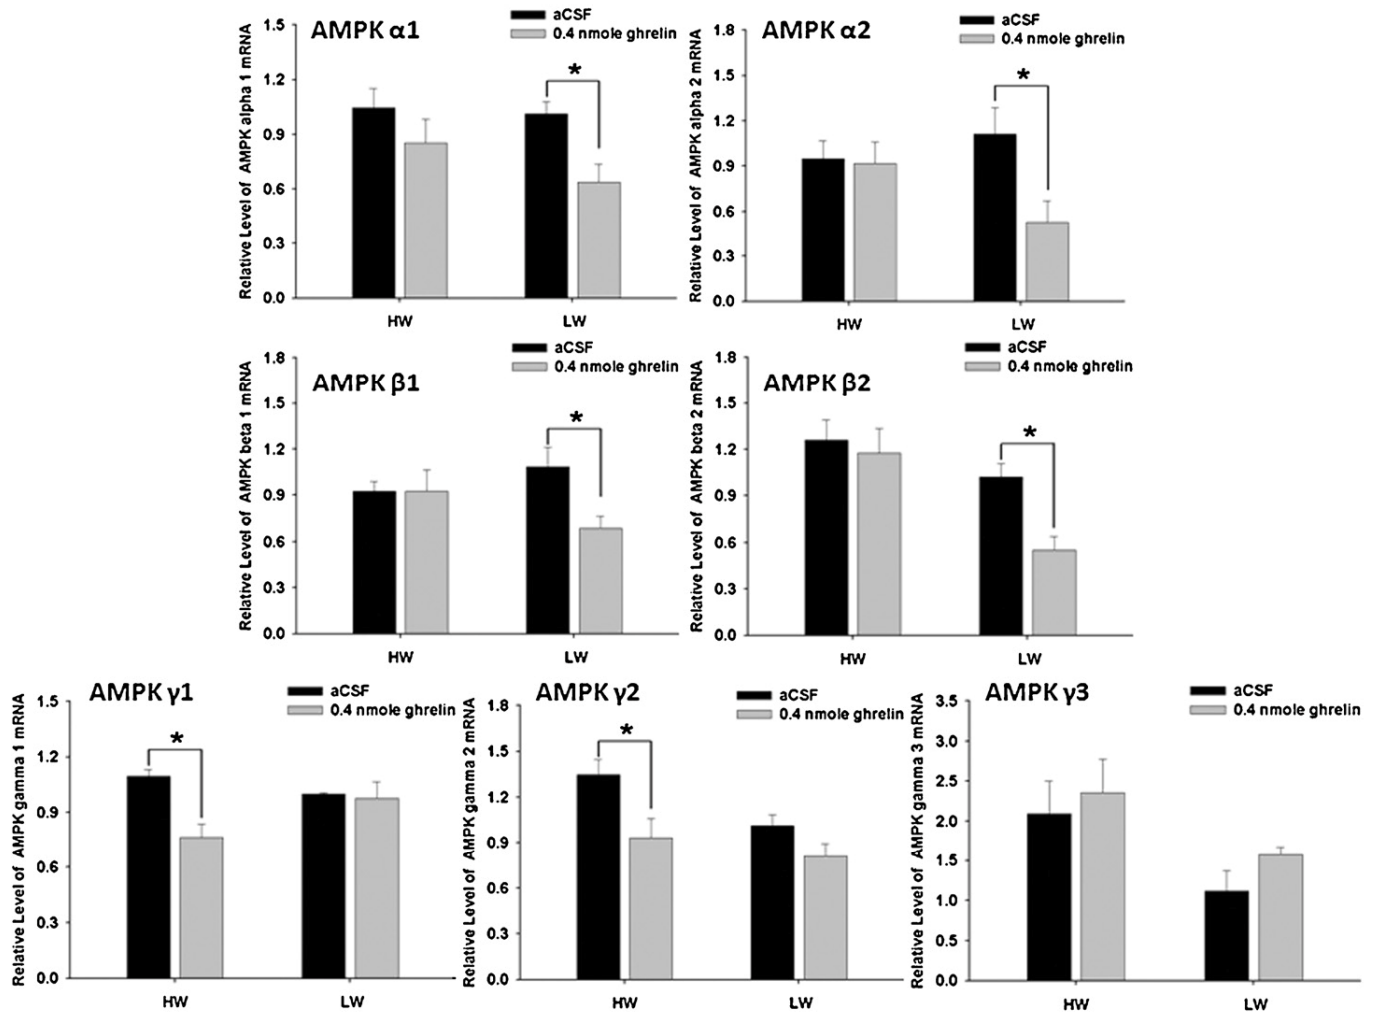 AMPK α1
aCSF
0.4 nmole ghrelin
Relative Level of AMPK alpha 1 mRNA
1.5
1.2
0.9
0.6
0.3
0.0
*
HW
LW
AMPK α2
aCSF
0.4 nmole ghrelin
Relative Level of AMPK alpha 2 mRNA
1.8
1.5
1.2
0.9
0.6
0.3
0.0
*
HW
LW
AMPK β1
aCSF
0.4 nmole ghrelin
Relative Level of AMPK beta 1 mRNA
1.8
1.5
1.2
0.9
0.6
0.3
0.0
*
HW
LW
AMPK β2
aCSF
0.4 nmole ghrelin
Relative Level of AMPK beta 2 mRNA
1.8
1.5
1.2
0.9
0.6
0.3
0.0
*
HW
LW
AMPK γ1
aCSF
0.4 nmole ghrelin
Relative Level of AMPK gamma 1 mRNA
1.5
1.2
0.9
0.6
0.3
0.0
*
HW
LW
AMPK γ2
aCSF
0.4 nmole ghrelin
Relative Level of AMPK gamma 2 mRNA
1.8
1.5
1.2
0.9
0.6
0.3
0.0
*
HW
LW
AMPK γ3
aCSF
0.4 nmole ghrelin
Relative Level of AMPK gamma 3 mRNA
3.5
3.0
2.5
2.0
1.5
1.0
0.5
0.0
HW
LW